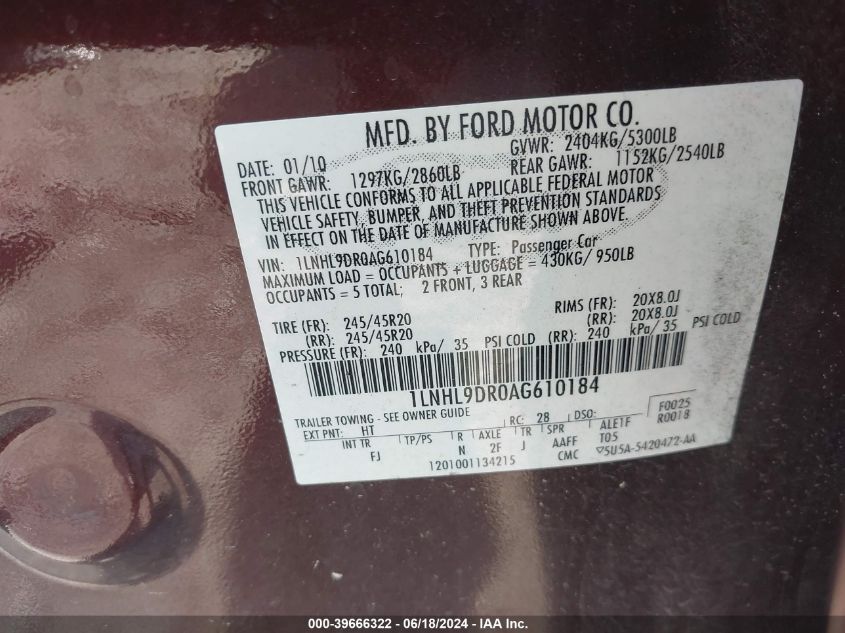 MFD. BY FORD MOTOR CO.
DATE: 01/10 GVWR: 2404KG/5300LB
FRONT GAWR: 1297KG/2860LB REAR GAWR: 1152KG/2540LB
THIS VEHICLE CONFORMS TO ALL APPLICABLE FEDERAL MOTOR
VEHICLE SAFETY, BUMPER, AND THEFT PREVENTION STANDARDS
IN EFFECT ON THE DATE OF MANUFACTURE SHOWN ABOVE.
VIN: 1LNHL9DR0AG610184 TYPE: Passenger Car
MAXIMUM LOAD = OCCUPANTS + LUGGAGE = 430KG/ 950LB
OCCUPANTS = 5 TOTAL; 2 FRONT, 3 REAR
TIRE (FR): 245/45R20 RIMS (FR): 20X8.0J
(RR): 245/45R20 (RR): 20X8.0J
PRESSURE (FR): 240 kPa/ 35 PSI COLD (RR): 240 kPa/ 35 PSI COLD
1LNHL9DR0AG610184
TRAILER TOWING - SEE OWNER GUIDE
EXT PNT: HT RC: 28 DSO: F0025
R0018
INT TR TP/PS R AXLE TR SPR ALETF
FJ N 2F J AAFF T05
1201001134215 CMC ▽5U5A-5420472-AA
000-39666322 - 06/18/2024 - IAA Inc.